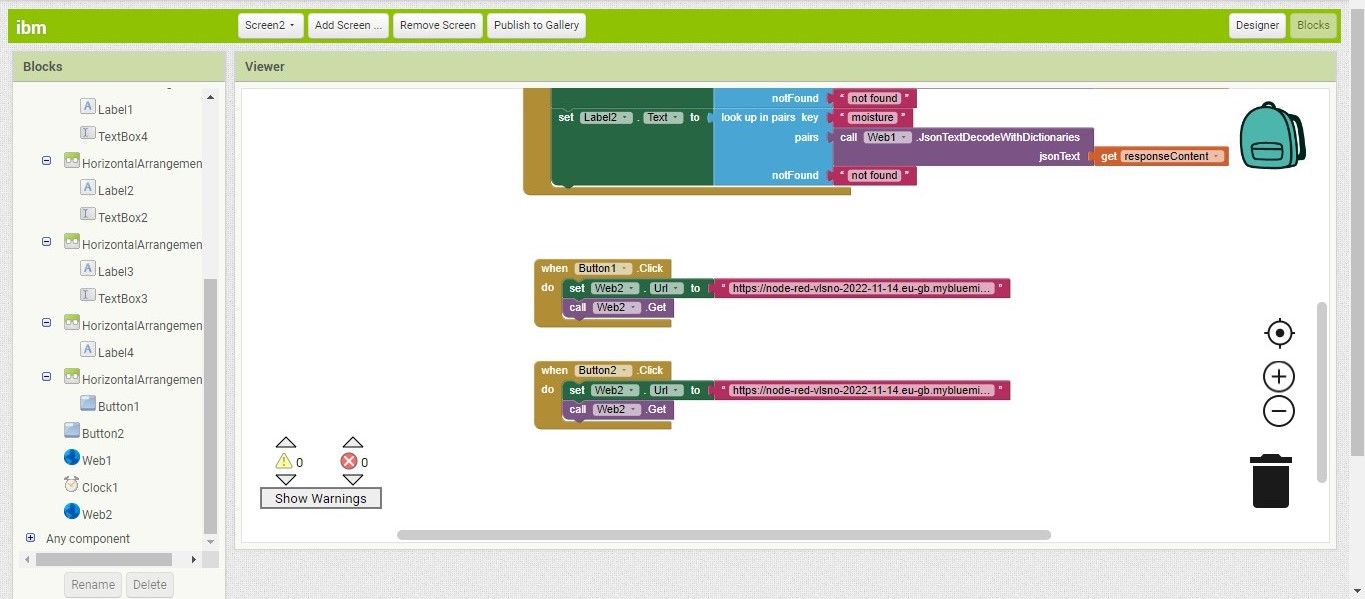 ibm Screen2 Add Screen ... Remove Screen Publish to Gallery Designer Blocks
Blocks
Label1
TextBox4
HorizontalArrangemen
Label2
TextBox2
HorizontalArrangemen
Label3
TextBox3
HorizontalArrangemen
Label4
HorizontalArrangemen
Button1
Button2
Web1
Clock1
Web2
Any component
Rename Delete
Viewer
notFound “ not found ”
set Label2 . Text to look up in pairs key “ moisture ”
pairs call Web1 .JsonTextDecodeWithDictionaries
jsonText get responseContent
notFound “ not found ”
when Button1 .Click
do set Web2 . Url to “ https://node-red-vlsno-2022-11-14.eu-gb.mybluemi... ”
call Web2 .Get
when Button2 .Click
do set Web2 . Url to “ https://node-red-vlsno-2022-11-14.eu-gb.mybluemi... ”
call Web2 .Get
0 0
Show Warnings